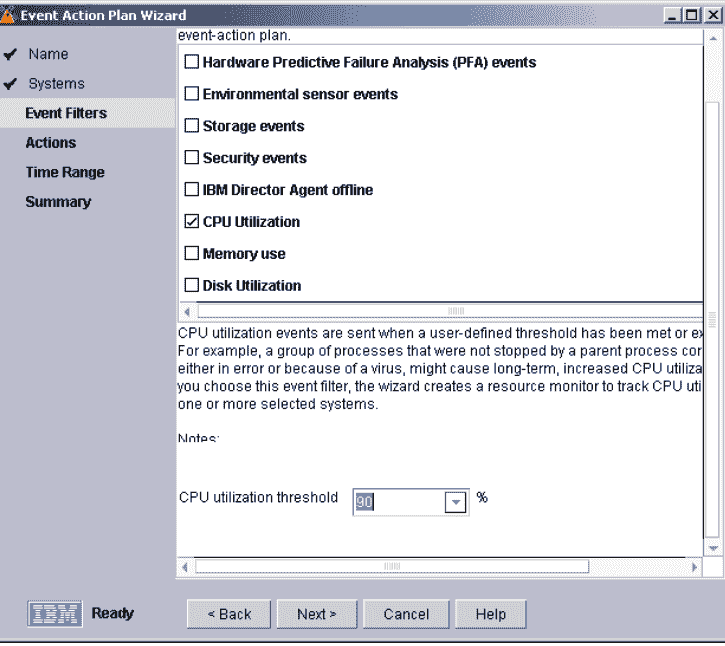 Event Action Plan Wizard
Name
Systems
Event Filters
Actions
Time Range
Summary
event-action plan.
Hardware Predictive Failure Analysis (PFA) events
Environmental sensor events
Storage events
Security events
IBM Director Agent offline
CPU Utilization
Memory use
Disk Utilization
CPU utilization events are sent when a user-defined threshold has been met or ex
For example, a group of processes that were not stopped by a parent process cor
either in error or because of a virus, might cause long-term, increased CPU utiliza
you choose this event filter, the wizard creates a resource monitor to track CPU uti
one or more selected systems.
Notes:
CPU utilization threshold 90 %
IBM Ready
< Back Next > Cancel Help